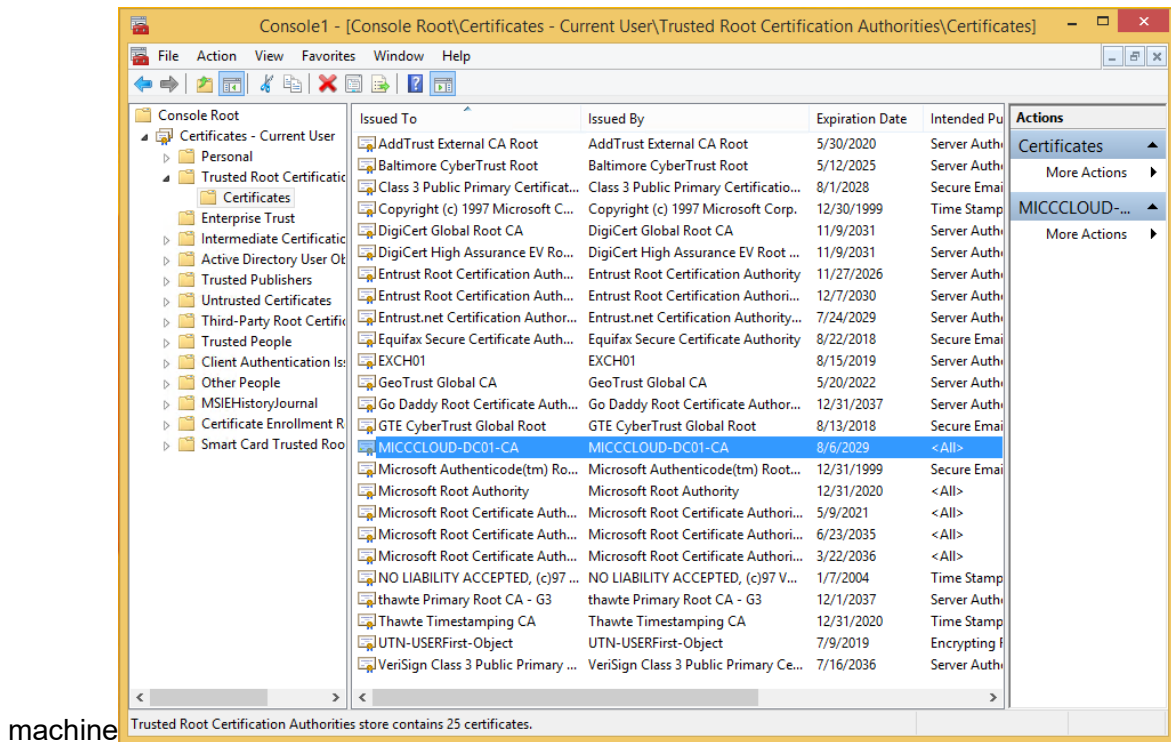 Console1 - [Console Root\Certificates - Current User\Trusted Root Certification Authorities\Certificates]
File Action View Favorites Window Help
Console Root
Certificates - Current User
Personal
Trusted Root Certificatic
Certificates
Enterprise Trust
Intermediate Certificatic
Active Directory User Ob
Trusted Publishers
Untrusted Certificates
Third-Party Root Certific
Trusted People
Client Authentication Is:
Other People
MSIEHistoryJournal
Certificate Enrollment R
Smart Card Trusted Roo
Issued To Issued By Expiration Date Intended Pu
AddTrust External CA Root AddTrust External CA Root 5/30/2020 Server Auth
Baltimore CyberTrust Root Baltimore CyberTrust Root 5/12/2025 Server Auth
Class 3 Public Primary Certificat... Class 3 Public Primary Certificatio... 8/1/2028 Secure Emai
Copyright (c) 1997 Microsoft C... Copyright (c) 1997 Microsoft Corp. 12/30/1999 Time Stamp
DigiCert Global Root CA DigiCert Global Root CA 11/9/2031 Server Auth
DigiCert High Assurance EV Ro... DigiCert High Assurance EV Root ... 11/9/2031 Server Auth
Entrust Root Certification Auth... Entrust Root Certification Authority 11/27/2026 Server Auth
Entrust Root Certification Auth... Entrust Root Certification Authori... 12/7/2030 Server Auth
Entrust.net Certification Author... Entrust.net Certification Authority... 7/24/2029 Server Auth
Equifax Secure Certificate Auth... Equifax Secure Certificate Authority 8/22/2018 Secure Emai
EXCH01 EXCH01 8/15/2019 Server Auth
GeoTrust Global CA GeoTrust Global CA 5/20/2022 Server Auth
Go Daddy Root Certificate Auth... Go Daddy Root Certificate Author... 12/31/2037 Server Auth
GTE CyberTrust Global Root GTE CyberTrust Global Root 8/13/2018 Secure Emai
MICCCLOUD-DC01-CA MICCCLOUD-DC01-CA 8/6/2029 <All>
Microsoft Authenticode(tm) Ro... Microsoft Authenticode(tm) Root... 12/31/1999 Secure Emai
Microsoft Root Authority Microsoft Root Authority 12/31/2020 <All>
Microsoft Root Certificate Auth... Microsoft Root Certificate Authori... 5/9/2021 <All>
Microsoft Root Certificate Auth... Microsoft Root Certificate Authori... 6/23/2035 <All>
Microsoft Root Certificate Auth... Microsoft Root Certificate Authori... 3/22/2036 <All>
NO LIABILITY ACCEPTED, (c)97 ... NO LIABILITY ACCEPTED, (c)97 V... 1/7/2004 Time Stamp
thawte Primary Root CA - G3 thawte Primary Root CA - G3 12/1/2037 Server Auth
Thawte Timestamping CA Thawte Timestamping CA 12/31/2020 Time Stamp
UTN-USERFirst-Object UTN-USERFirst-Object 7/9/2019 Encrypting F
VeriSign Class 3 Public Primary ... VeriSign Class 3 Public Primary Ce... 7/16/2036 Server Auth
Actions
Certificates
More Actions
MICCCLOUD-...
More Actions
Trusted Root Certification Authorities store contains 25 certificates.
machine